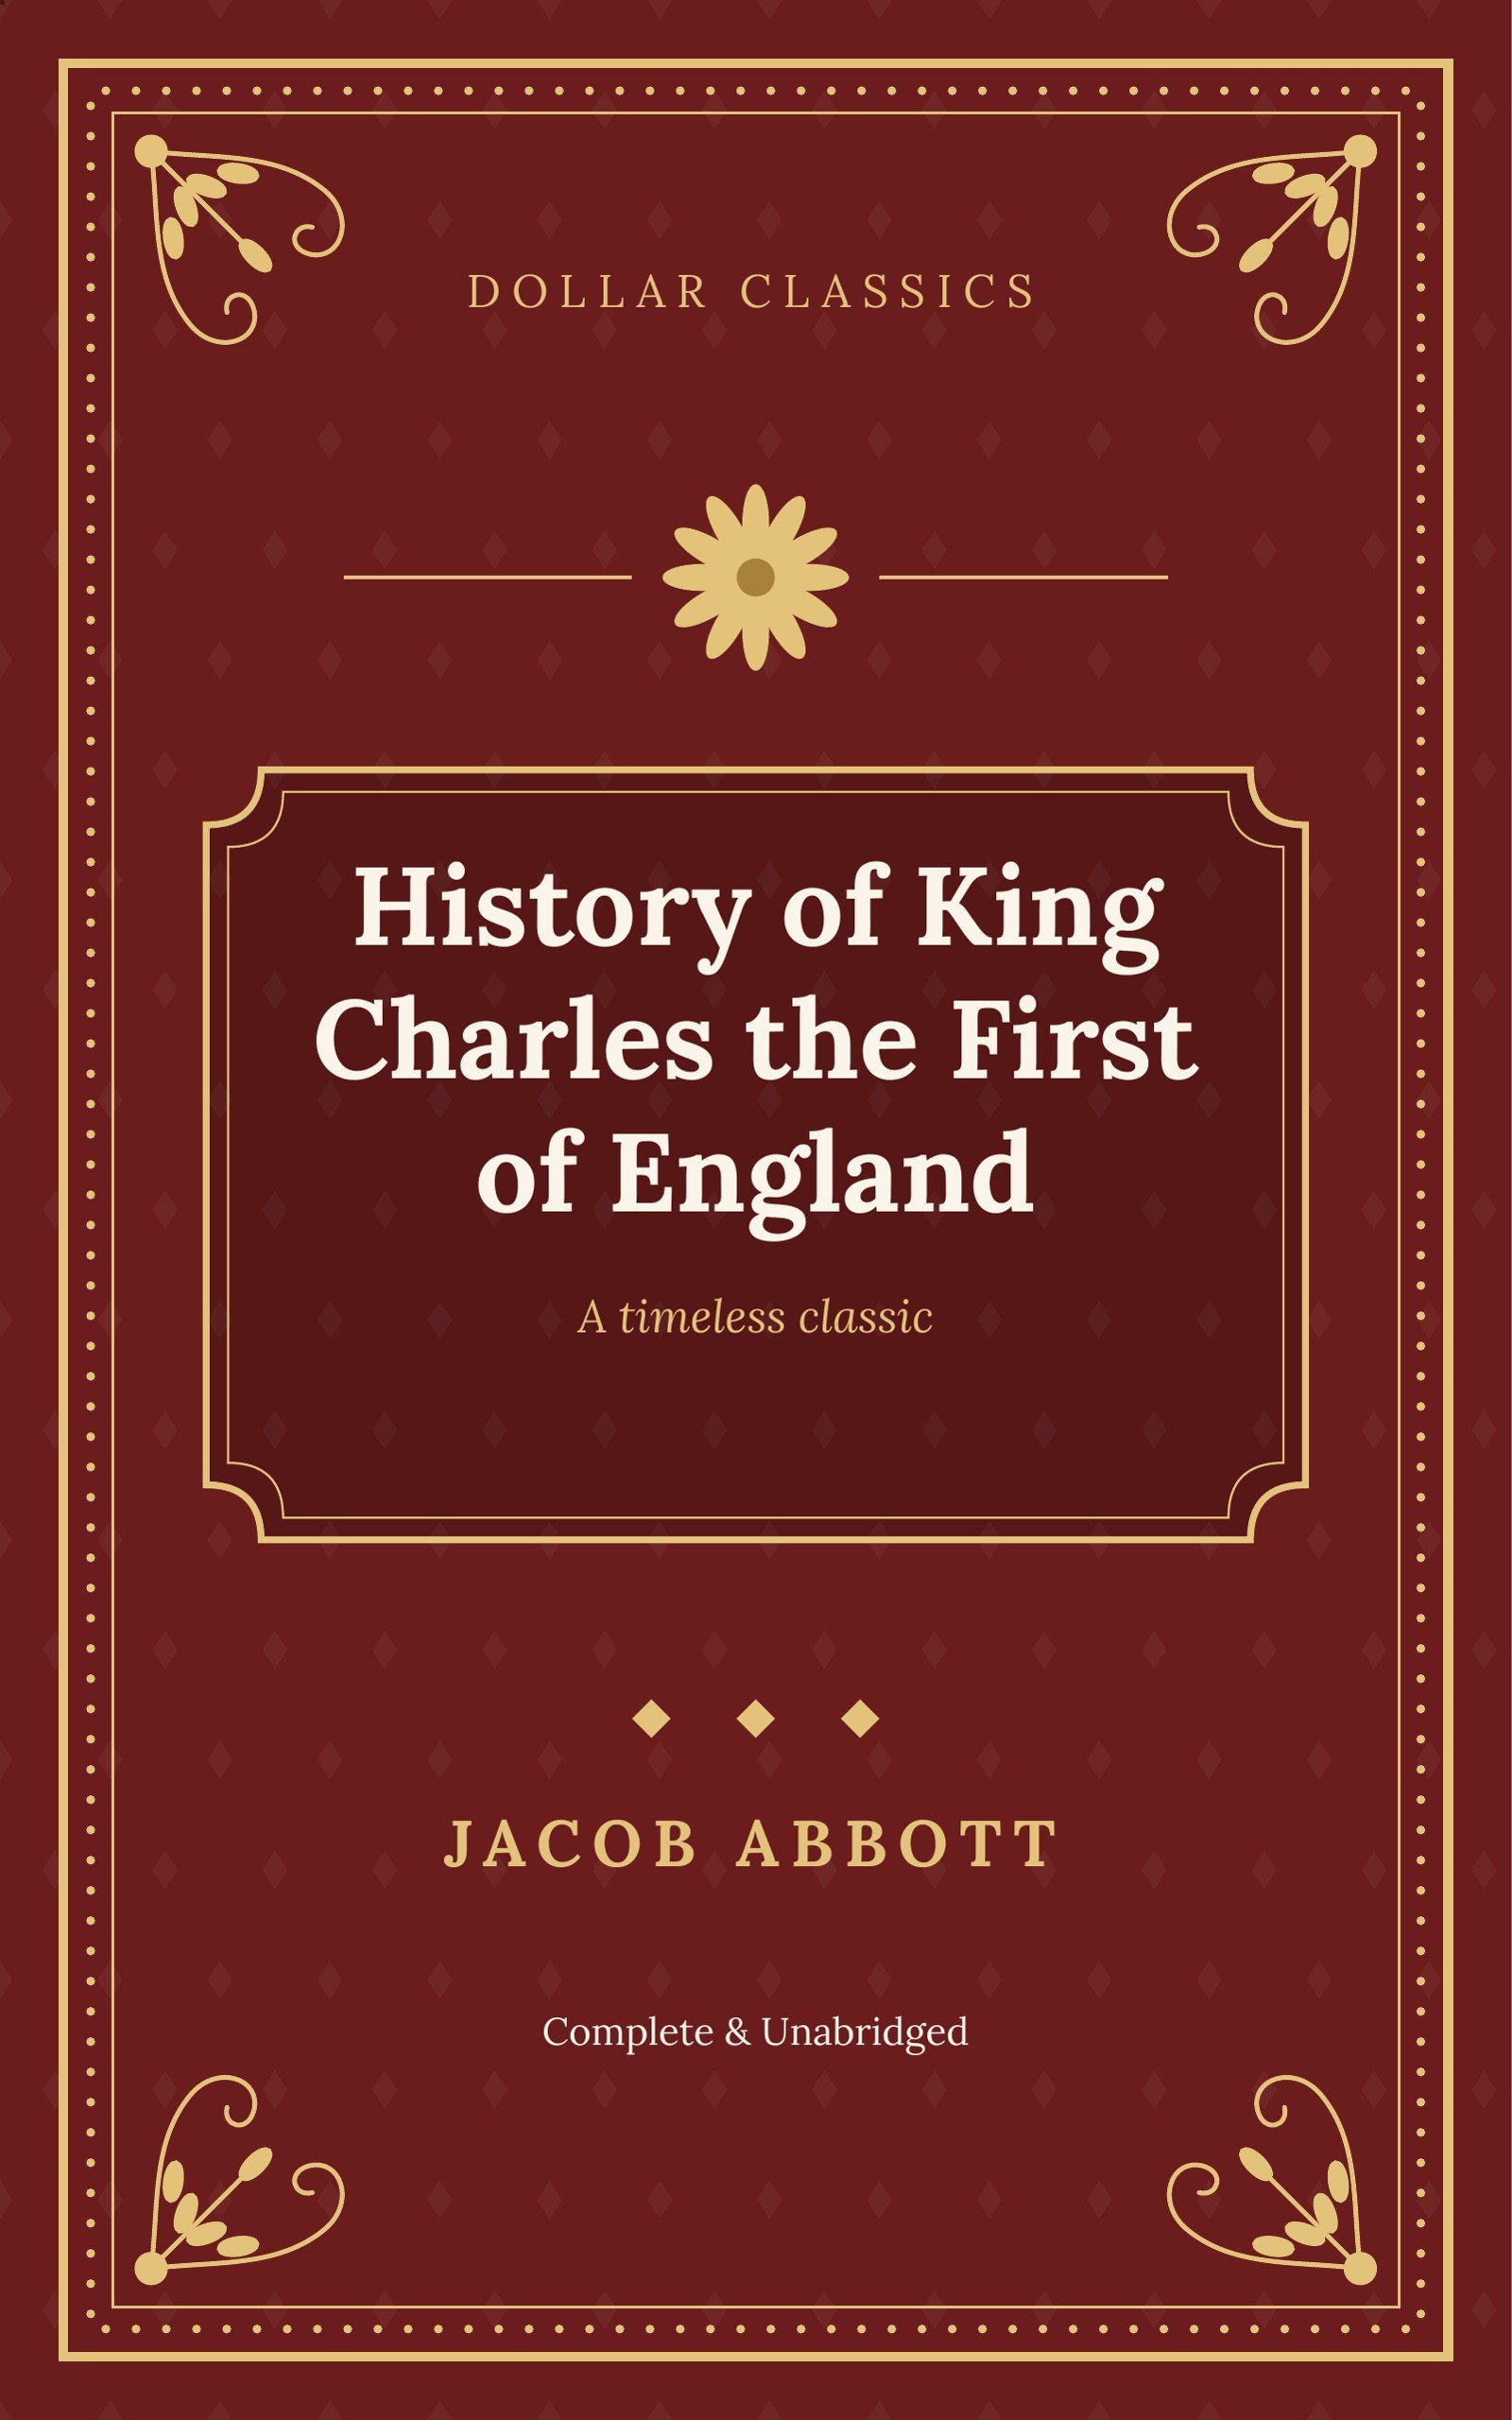 DOLLAR CLASSICS
History of King
Charles the First
of England
A timeless classic
JACOB ABBOTT
Complete & Unabridged